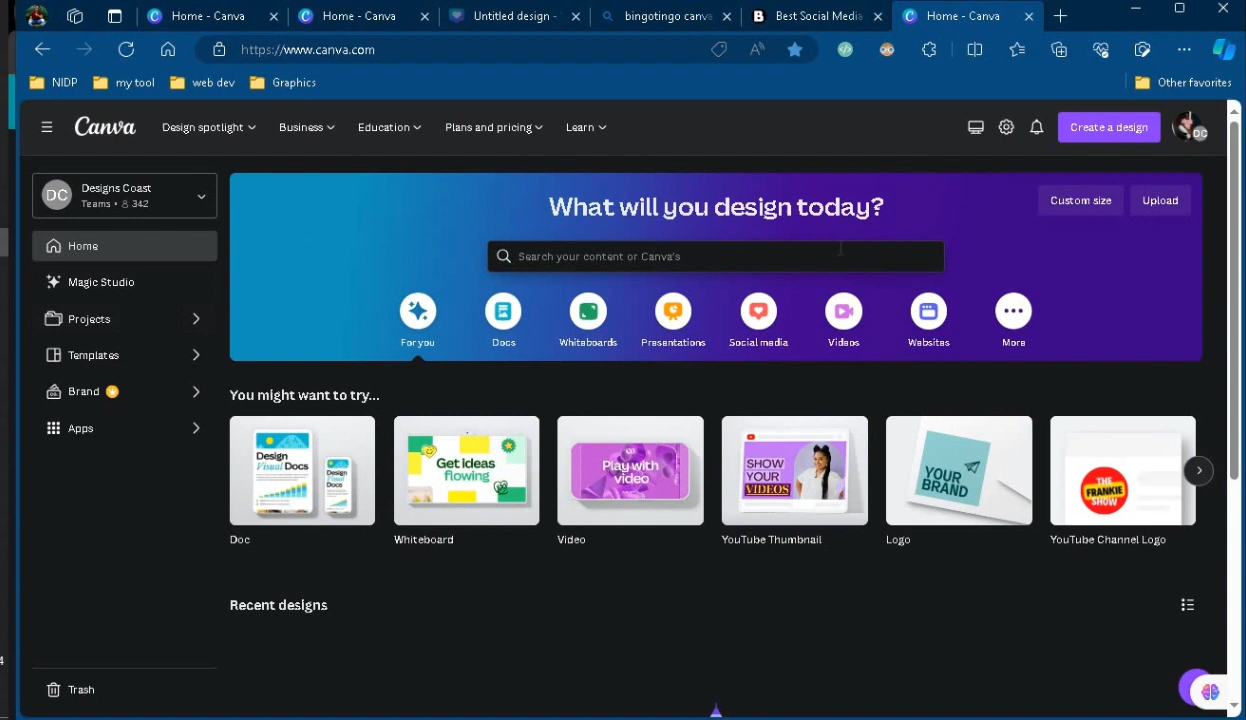 Home - Canva
Home - Canva
Untitled design -
bingotingo canva
Best Social Media
Home - Canva
https://www.canva.com
NIDP
my tool
web dev
Graphics
Other favorites
Canva
Design spotlight
Business
Education
Plans and pricing
Learn
Create a design
DC
DC
Designs Coast
Teams • 342
Home
Magic Studio
Projects
Templates
Brand
Apps
Trash
What will you design today?
Custom size
Upload
Search your content or Canva's
For you
Docs
Whiteboards
Presentations
Social media
Videos
Websites
More
You might want to try...
Design
Visual Docs
Design
Visual Docs
Get ideas
flowing
Play with
video
SHOW
YOUR
VIDEOS
YOUR
BRAND
THE
FRANKIE
SHOW
Doc
Whiteboard
Video
YouTube Thumbnail
Logo
YouTube Channel Logo
Recent designs
4